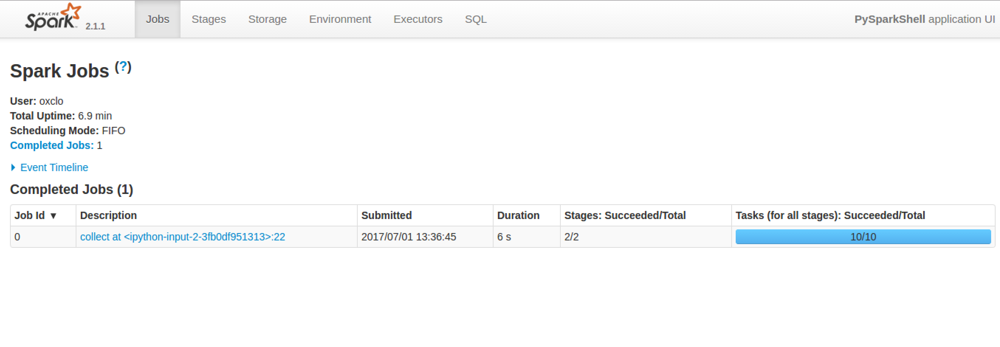 APACHE Spark™ 2.1.1 Jobs Stages Storage Environment Executors SQL PySparkShell application UI
Spark Jobs (?)
User: oxclo
Total Uptime: 6.9 min
Scheduling Mode: FIFO
Completed Jobs: 1
Event Timeline
Completed Jobs (1)
Job Id ▼ Description Submitted Duration Stages: Succeeded/Total Tasks (for all stages): Succeeded/Total
0 collect at <ipython-input-2-3fb0df951313>:22 2017/07/01 13:36:45 6 s 2/2 10/10